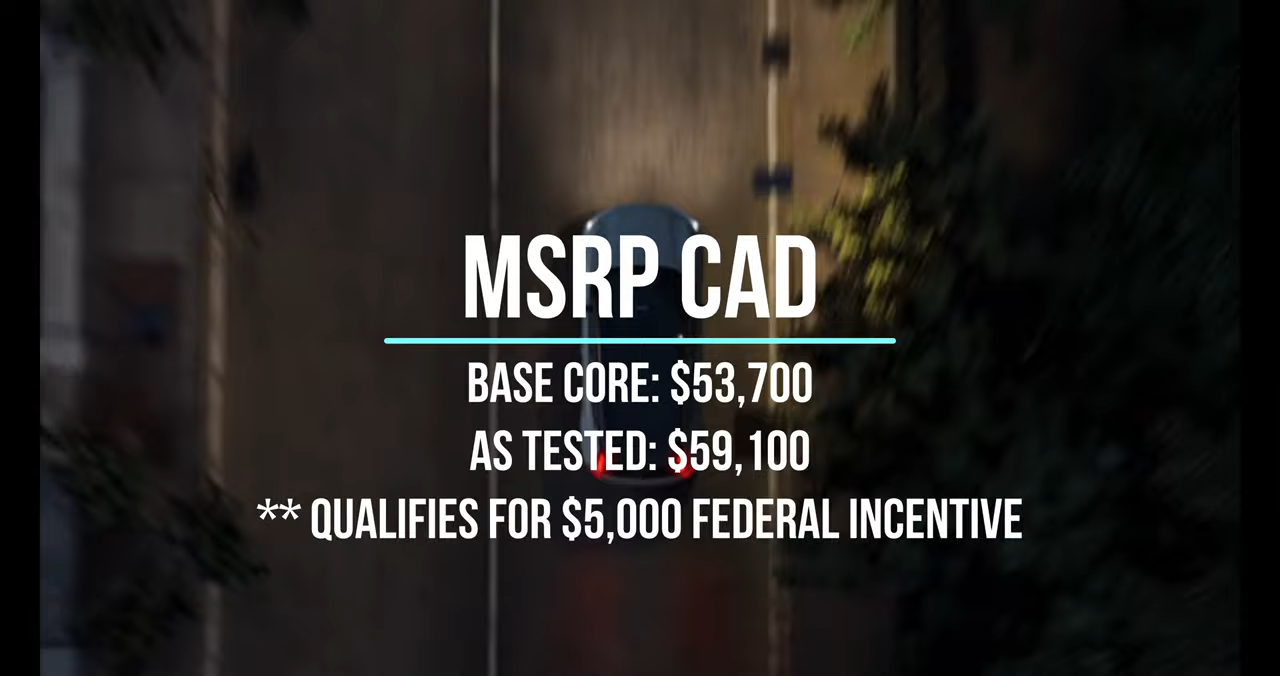 MSRP CAD
BASE CORE: $53,700
AS TESTED: $59,100
** QUALIFIES FOR $5,000 FEDERAL INCENTIVE